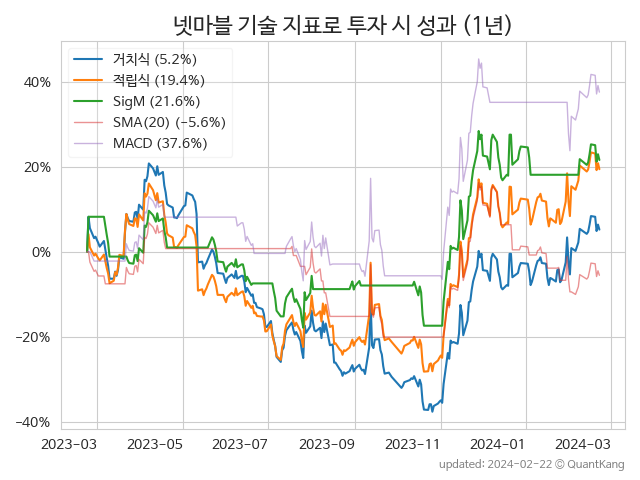 넷마블 기술 지표로 투자 시 성과 (1년)
거치식 (5.2%)
적립식 (19.4%)
SigM (21.6%)
SMA(20) (−5.6%)
MACD (37.6%)
40%
20%
0%
−20%
−40%
2023-03 2023-05 2023-07 2023-09 2023-11 2024-01 2024-03
updated: 2024-02-22 © QuantKang